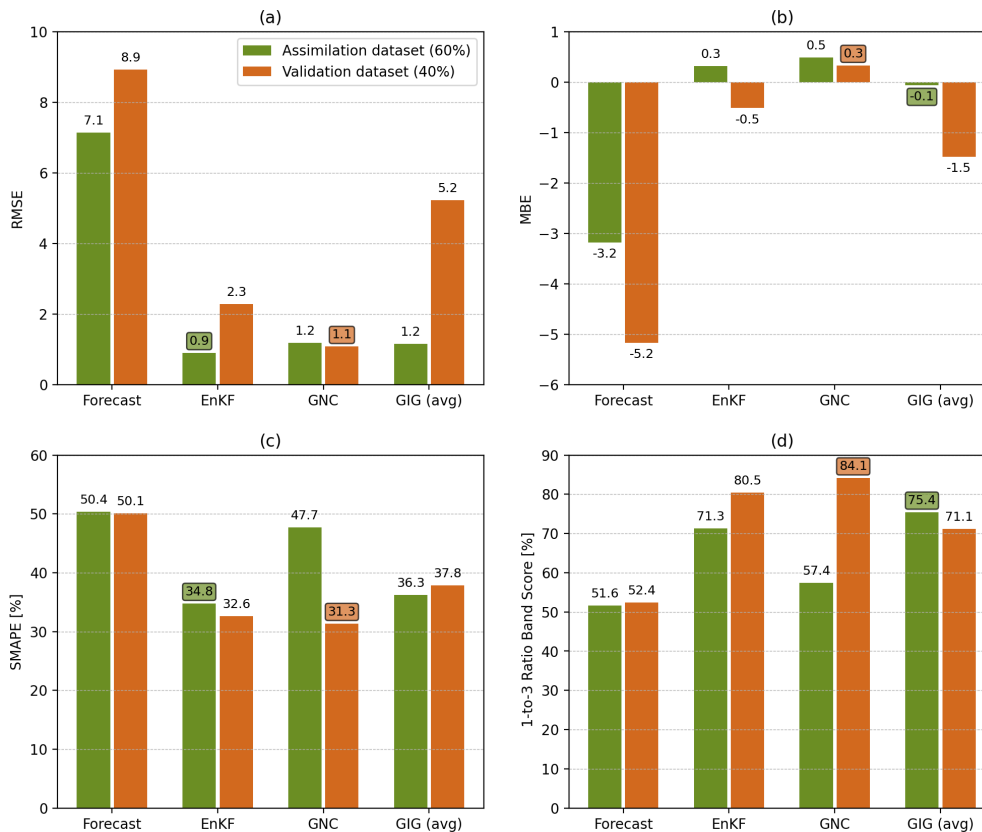 (a)
RMSE
10
8
6
4
2
0
Assimilation dataset (60%)
Validation dataset (40%)
7.1
8.9
0.9
2.3
1.2
1.1
1.2
5.2
Forecast
EnKF
GNC
GIG (avg)
(b)
MBE
1
0
−1
−2
−3
−4
−5
−6
-3.2
-5.2
0.3
-0.5
0.5
0.3
-0.1
-1.5
Forecast
EnKF
GNC
GIG (avg)
(c)
SMAPE [%]
60
50
40
30
20
10
0
50.4
50.1
34.8
32.6
47.7
31.3
36.3
37.8
Forecast
EnKF
GNC
GIG (avg)
(d)
1-to-3 Ratio Band Score [%]
90
80
70
60
50
40
30
20
10
0
51.6
52.4
71.3
80.5
57.4
84.1
75.4
71.1
Forecast
EnKF
GNC
GIG (avg)